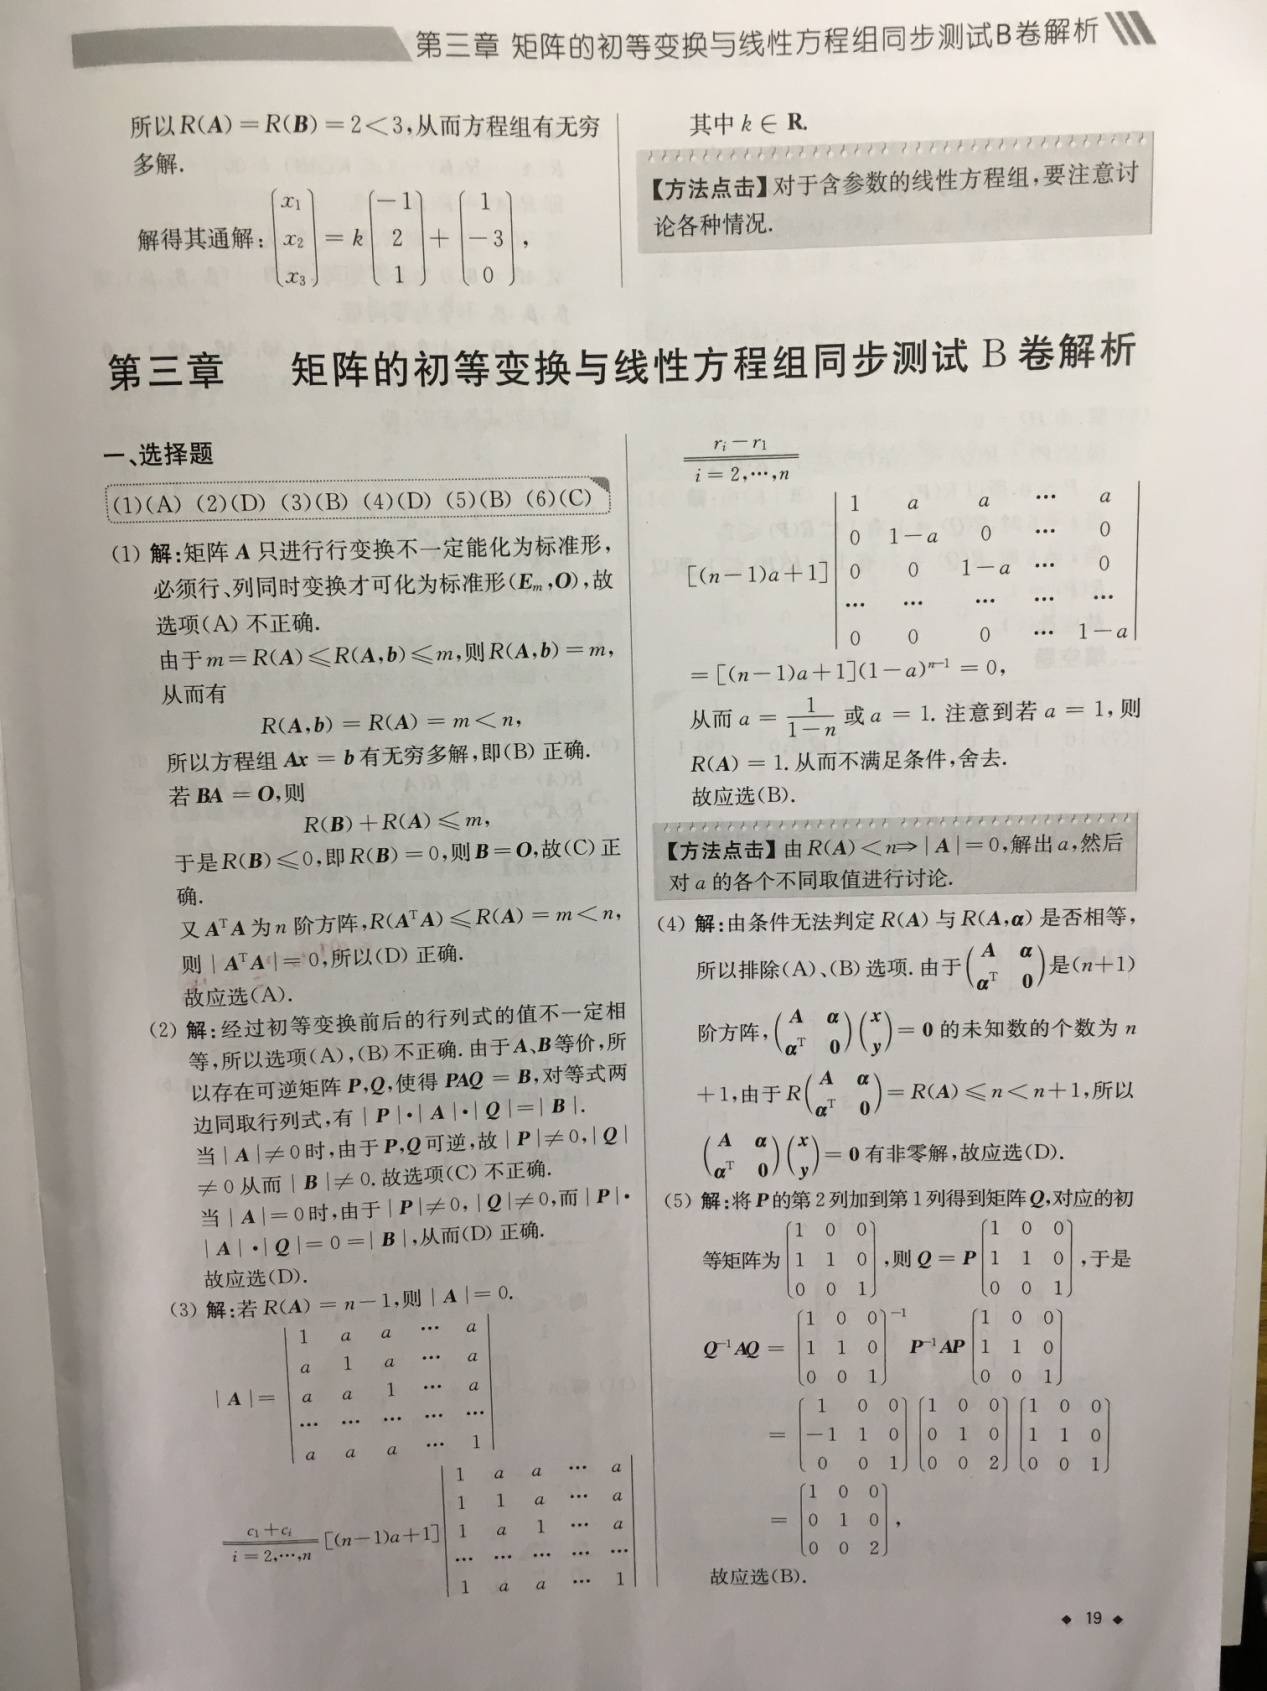 第三章 矩阵的初等变换与线性方程组同步测试B卷解析
所以R(A)=R(B)=2<3,从而方程组有无穷
多解.
解得其通解:
(x₁
x₂
x₃)
=k
(-1
2
1)
+
(1
-3
0)
,
其中k∈R.
【方法点击】对于含参数的线性方程组,要注意讨
论各种情况.
第三章 矩阵的初等变换与线性方程组同步测试B卷解析
一、选择题
(1)(A) (2)(D) (3)(B) (4)(D) (5)(B) (6)(C)
(1) 解:矩阵A只进行行变换不一定能化为标准形,
必须行、列同时变换才可化为标准形(Eₘ,O),故
选项(A)不正确.
由于m=R(A)≤R(A,b)≤m,则R(A,b)=m,
从而有
R(A,b)=R(A)=m<n,
所以方程组Ax=b有无穷多解,即(B)正确.
若BA=O,则
R(B)+R(A)≤m,
于是R(B)≤0,即R(B)=0,则B=O,故(C)正
确.
又AᵀA为n阶方阵,R(AᵀA)≤R(A)=m<n,
则|AᵀA|=0,所以(D)正确.
故应选(A).
(2) 解:经过初等变换前后的行列式的值不一定相
等,所以选项(A),(B)不正确.由于A、B等价,所
以存在可逆矩阵P,Q,使得PAQ=B,对等式两
边同取行列式,有|P|·|A|·|Q|=|B|.
当|A|≠0时,由于P,Q可逆,故|P|≠0,|Q|
≠0从而|B|≠0.故选项(C)不正确.
当|A|=0时,由于|P|≠0,|Q|≠0,而|P|·
|A|·|Q|=0=|B|,从而(D)正确.
故应选(D).
(3) 解:若R(A)=n-1,则|A|=0.
|A|=
1 a a ⋯ a
a 1 a ⋯ a
a a 1 ⋯ a
⋯ ⋯ ⋯ ⋯ ⋯
a a a ⋯ 1
c₁+cᵢ
i=2,⋯,n
[(n-1)a+1]
1 a a ⋯ a
1 1 a ⋯ a
1 a 1 ⋯ a
⋯ ⋯ ⋯ ⋯ ⋯
1 a a ⋯ 1
rᵢ-r₁
i=2,⋯,n
[(n-1)a+1]
1 a a ⋯ a
0 1-a 0 ⋯ 0
0 0 1-a ⋯ 0
⋯ ⋯ ⋯ ⋯ ⋯
0 0 0 ⋯ 1-a
=[(n-1)a+1](1-a)ⁿ⁻¹=0,
从而a=1/(1-n)或a=1.注意到若a=1,则
R(A)=1.从而不满足条件,舍去.
故应选(B).
【方法点击】由R(A)<n⇒|A|=0,解出a,然后
对a的各个不同取值进行讨论.
(4) 解:由条件无法判定R(A)与R(A,α)是否相等,
所以排除(A)、(B)选项.由于(A α; αᵀ 0)是(n+1)
阶方阵,(A α; αᵀ 0)(x; y)=0的未知数的个数为n
+1,由于R(A α; αᵀ 0)=R(A)≤n<n+1,所以
(A α; αᵀ 0)(x; y)=0有非零解,故应选(D).
(5) 解:将P的第2列加到第1列得到矩阵Q,对应的初
等矩阵为(1 0 0; 1 1 0; 0 0 1),则Q=P(1 0 0; 1 1 0; 0 0 1),于是
Q⁻¹AQ=(1 0 0; 1 1 0; 0 0 1)⁻¹P⁻¹AP(1 0 0; 1 1 0; 0 0 1)
=(1 0 0; -1 1 0; 0 0 1)(1 0 0; 0 1 0; 0 0 2)(1 0 0; 1 1 0; 0 0 1)
=(1 0 0; 0 1 0; 0 0 2),
故应选(B).
◆ 19 ◆